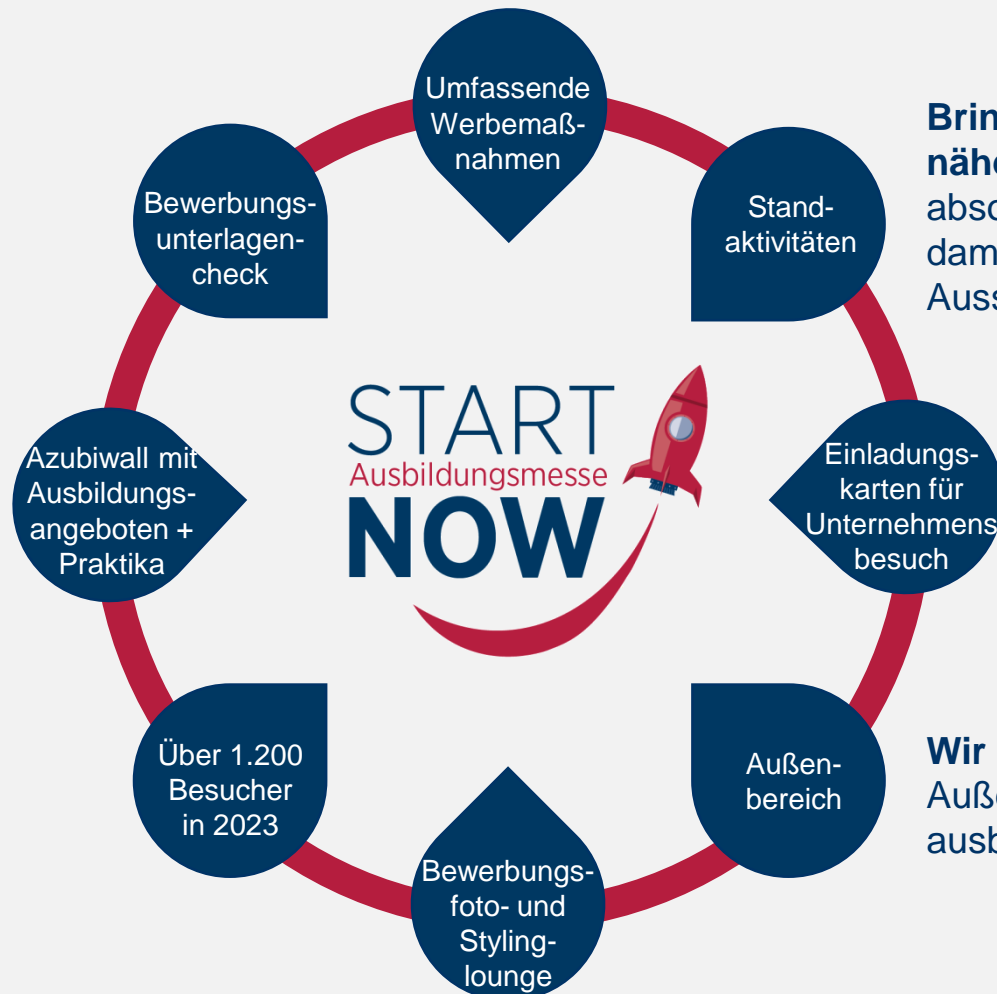 Umfassende
Werbemaß-
nahmen
Stand-
aktivitäten
Einladungs-
karten für
Unternehmens
besuch
Außen-
bereich
Bewerbungs-
foto- und
Styling-
lounge
Über 1.200
Besucher
in 2023
Azubiwall mit
Ausbildungs-
angeboten +
Praktika
Bewerbungs-
unterlagen-
check
START
Ausbildungsmesse
NOW
Wir